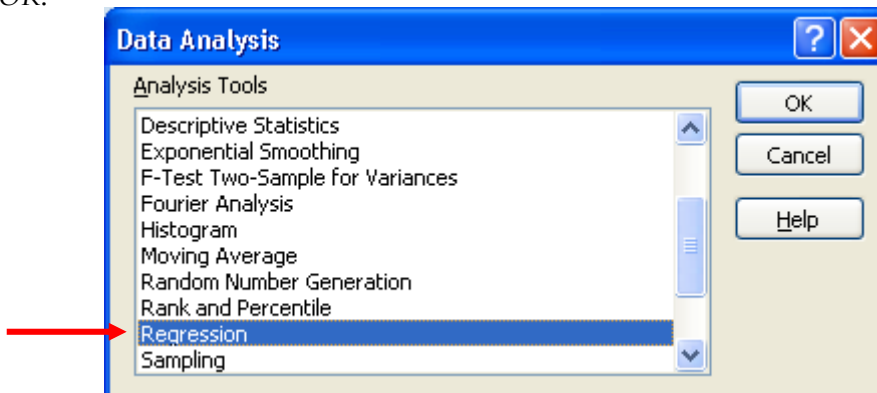 OK.
Data Analysis
?
Analysis Tools
OK
Descriptive Statistics
Exponential Smoothing
Cancel
F-Test Two-Sample for Variances
Fourier Analysis
Histogram
Help
Moving Average
Random Number Generation
Rank and Percentile
Regression
Sampling